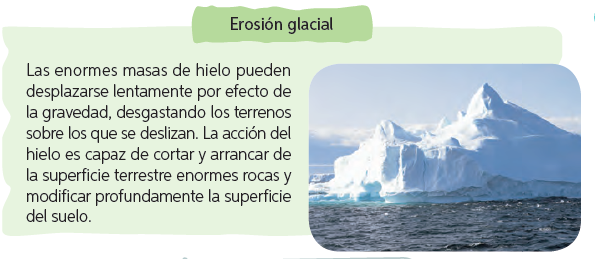 Erosión glacial
Las enormes masas de hielo pueden
desplazarse lentamente por efecto de
la gravedad, desgastando los terrenos
sobre los que se deslizan. La acción del
hielo es capaz de cortar y arrancar de
la superficie terrestre enormes rocas y
modificar profundamente la superficie
del suelo.